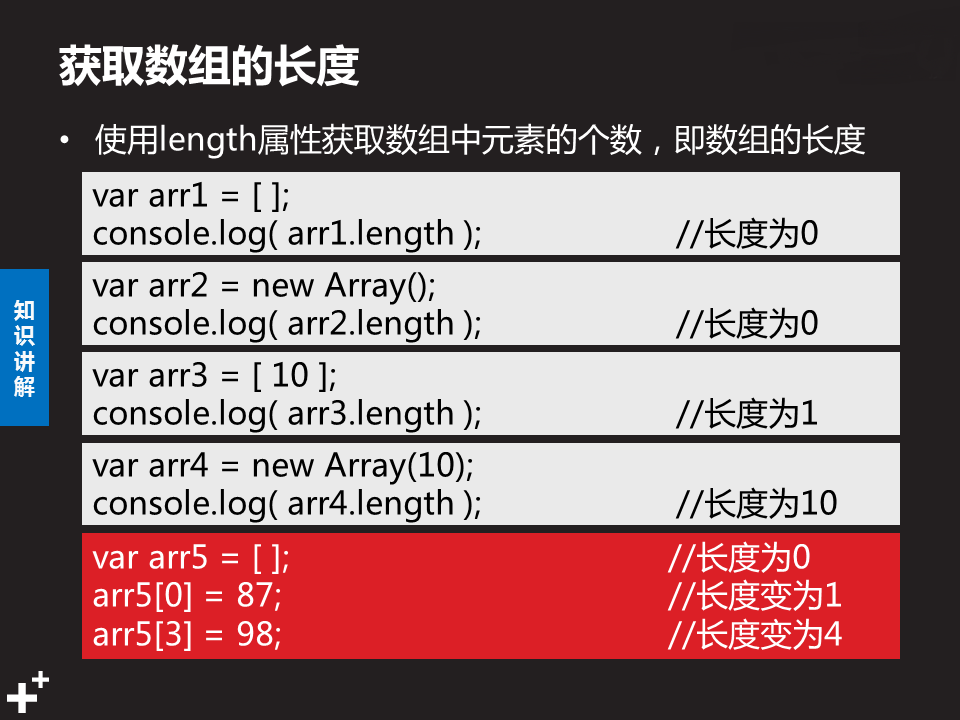 获取数组的长度
• 使用length属性获取数组中元素的个数，即数组的长度
var arr1 = [ ];
console.log( arr1.length ); //长度为0
var arr2 = new Array();
console.log( arr2.length ); //长度为0
var arr3 = [ 10 ];
console.log( arr3.length ); //长度为1
var arr4 = new Array(10);
console.log( arr4.length ); //长度为10
var arr5 = [ ]; //长度为0
arr5[0] = 87; //长度变为1
arr5[3] = 98; //长度变为4
知
识
讲
解